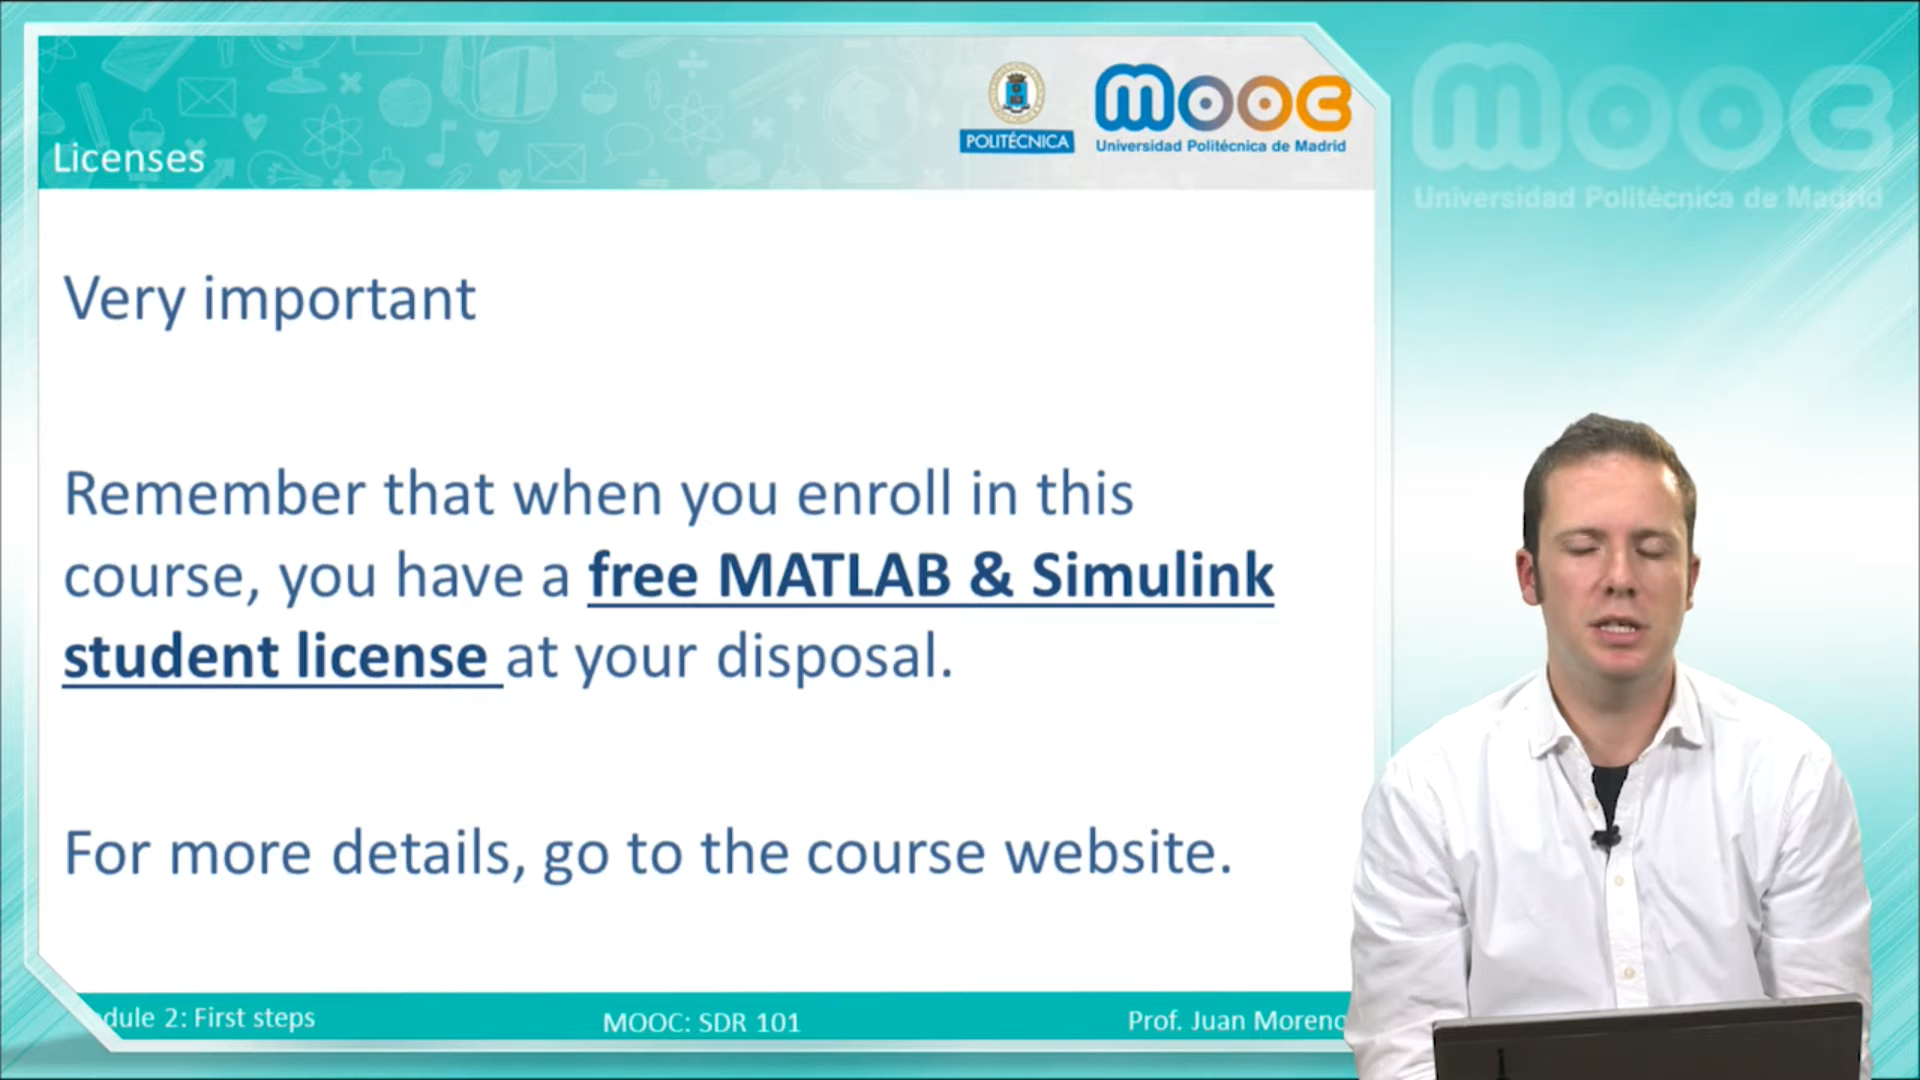 Licenses
POLITÉCNICA
mooc
Universidad Politécnica de Madrid
mooc
Universidad Politécnica de Madrid
Very important
Remember that when you enroll in this
course, you have a free MATLAB & Simulink
student license at your disposal.
For more details, go to the course website.
dule 2: First steps
MOOC: SDR 101
Prof. Juan Moreno